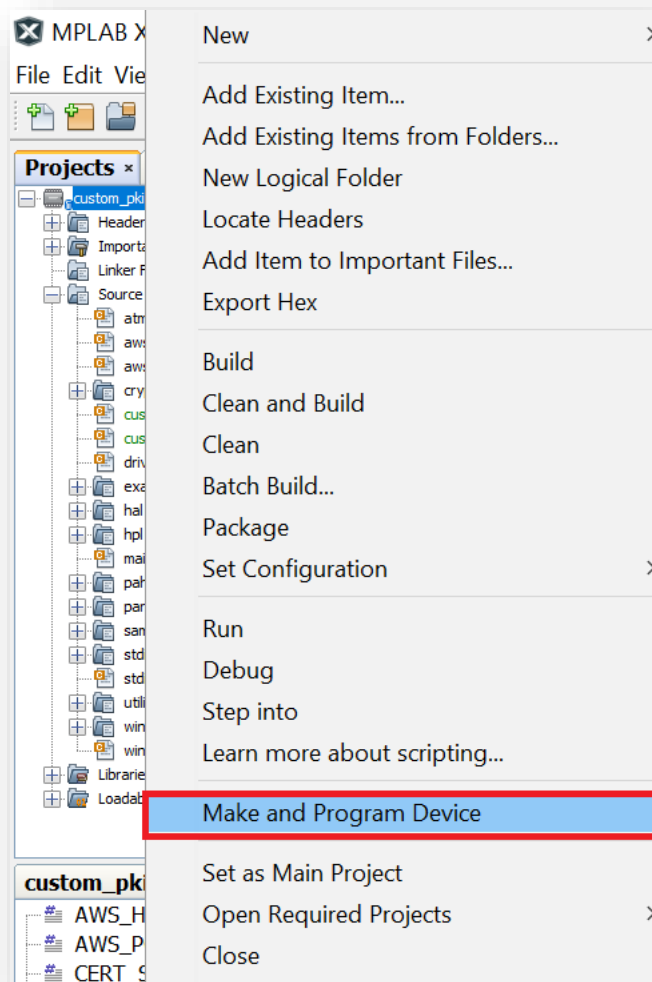 MPLAB X
File Edit Vie
Projects ×
custom_pki
Header
Importa
Linker F
Source
atm
aws
aws
cry
cus
cus
driv
exa
hal
hpl
mai
pah
par
sam
std
std
utili
win
win
Librarie
Loadab
custom_pki
AWS_H
AWS_P
CERT_S
New
Add Existing Item...
Add Existing Items from Folders...
New Logical Folder
Locate Headers
Add Item to Important Files...
Export Hex
Build
Clean and Build
Clean
Batch Build...
Package
Set Configuration
Run
Debug
Step into
Learn more about scripting...
Make and Program Device
Set as Main Project
Open Required Projects
Close